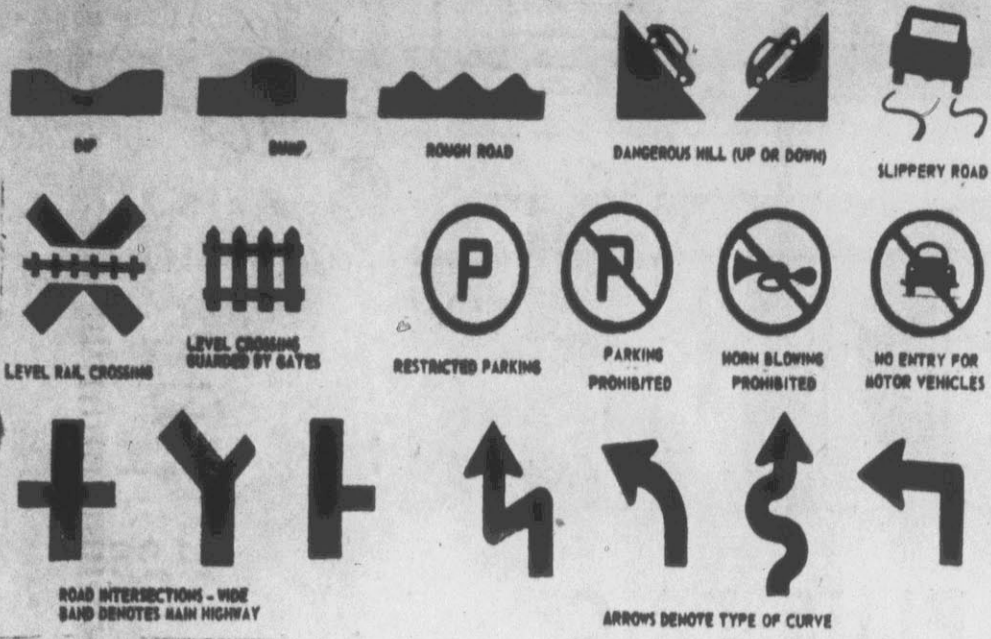 DIP
BUMP
ROUGH ROAD
DANGEROUS HILL (UP OR DOWN)
SLIPPERY ROAD
LEVEL RAIL CROSSING
LEVEL CROSSING
GUARDED BY GATES
P
RESTRICTED PARKING
P
PARKING
PROHIBITED
HORN BLOWING
PROHIBITED
NO ENTRY FOR
MOTOR VEHICLES
ROAD INTERSECTIONS - WIDE
BAND DENOTES MAIN HIGHWAY
ARROWS DENOTE TYPE OF CURVE